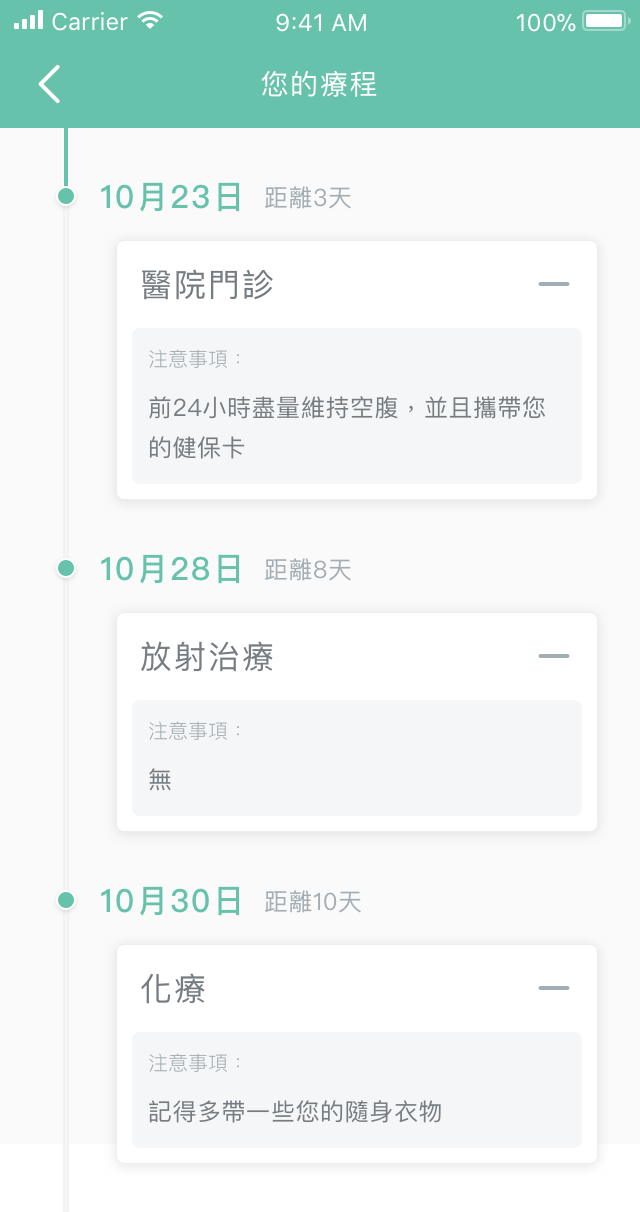 Carrier 9:41 AM 100%
您的療程
10月23日 距離3天
醫院門診
注意事項：
前24小時盡量維持空腹，並且攜帶您
的健保卡
10月28日 距離8天
放射治療
注意事項：
無
10月30日 距離10天
化療
注意事項：
記得多帶一些您的隨身衣物